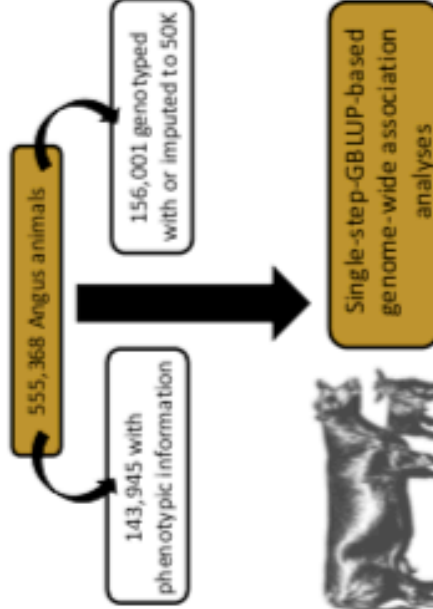 555,368 Angus animals
143,945 with
phenotypic information
156,001 genotyped
with or imputed to 50K
Single-step-GBLUP-based
genome-wide association
analyses